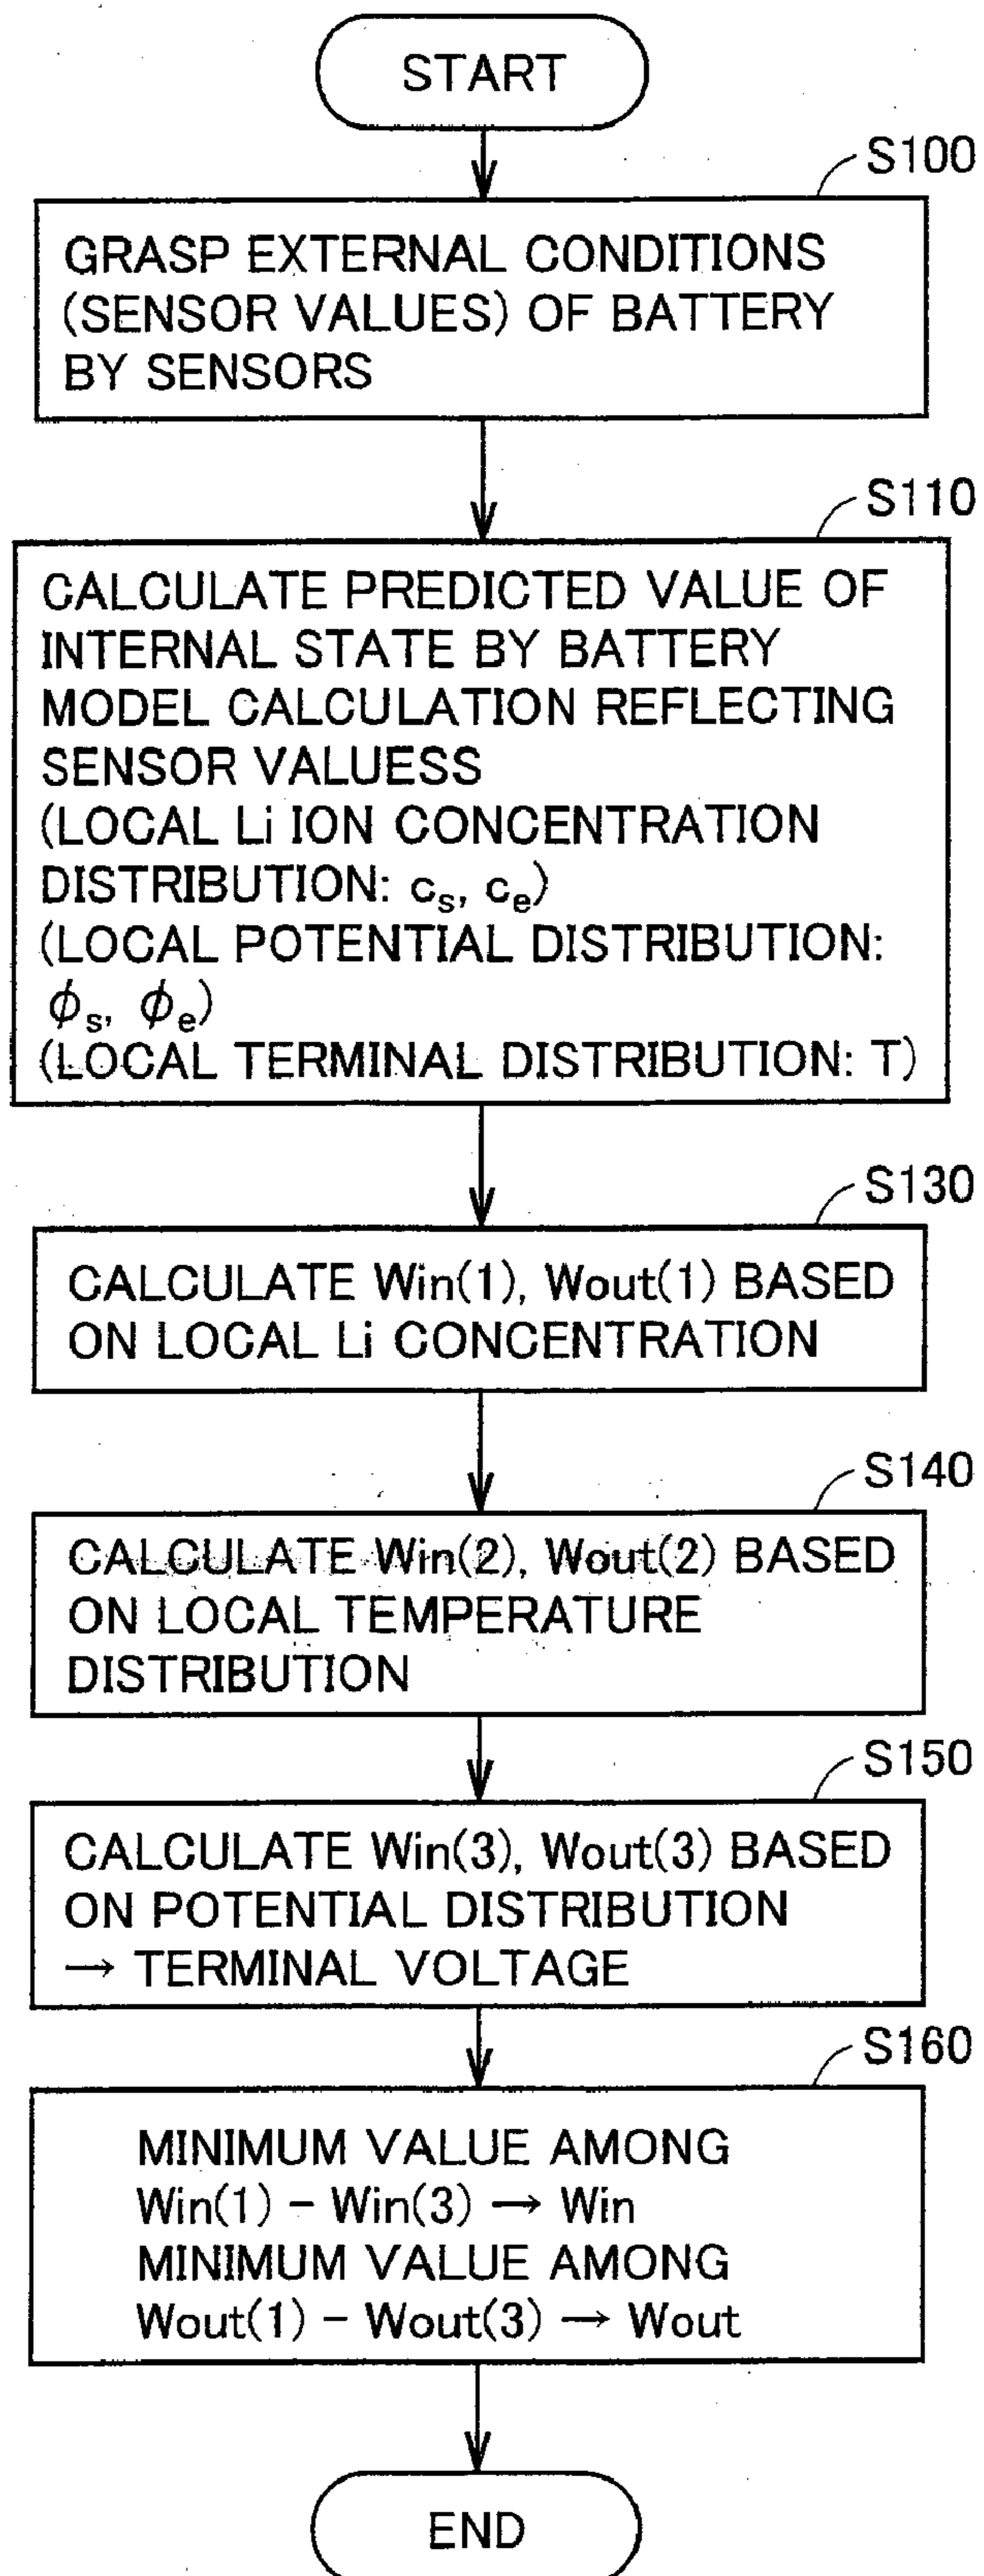 START
S100
GRASP EXTERNAL CONDITIONS
(SENSOR VALUES) OF BATTERY
BY SENSORS
S110
CALCULATE PREDICTED VALUE OF
INTERNAL STATE BY BATTERY
MODEL CALCULATION REFLECTING
SENSOR VALUESS
(LOCAL Li ION CONCENTRATION
DISTRIBUTION: cₛ, cₑ)
(LOCAL POTENTIAL DISTRIBUTION:
ϕₛ, ϕₑ)
(LOCAL TERMINAL DISTRIBUTION: T)
S130
CALCULATE Win(1), Wout(1) BASED
ON LOCAL Li CONCENTRATION
S140
CALCULATE Win(2), Wout(2) BASED
ON LOCAL TEMPERATURE
DISTRIBUTION
S150
CALCULATE Win(3), Wout(3) BASED
ON POTENTIAL DISTRIBUTION
→ TERMINAL VOLTAGE
S160
MINIMUM VALUE AMONG
Win(1) – Win(3) → Win
MINIMUM VALUE AMONG
Wout(1) – Wout(3) → Wout
END